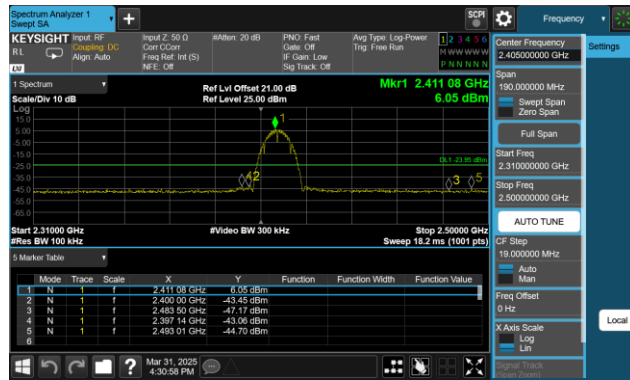 Spectrum Analyzer 1
Swept SA
SCPI
Frequency
Settings
KEYSIGHT
RL
LXI
Input: RF
Coupling: DC
Align: Auto
Input Z: 50 Ω
Corr CCorr
Freq Ref: Int (S)
NFE: Off
#Atten: 20 dB
PNO: Fast
Gate: Off
IF Gain: Low
Sig Track: Off
Avg Type: Log-Power
Trig: Free Run
1 2 3 4 5 6
M W W W W W
P N N N N N
1 Spectrum
Scale/Div 10 dB
Log
Ref Lvl Offset 21.00 dB
Ref Level 25.00 dBm
Mkr1 2.411 08 GHz
6.05 dBm
15.0
5.00
-5.00
-15.0
-25.0
-35.0
-45.0
-55.0
-65.0
1
DL1 -23.95 dBm
2
3
5
Start 2.31000 GHz
#Res BW 100 kHz
#Video BW 300 kHz
Stop 2.50000 GHz
Sweep 18.2 ms (1001 pts)
5 Marker Table
Mode Trace Scale X Y Function Function Width Function Value
1 N 1 f 2.411 08 GHz 6.05 dBm
2 N 1 f 2.400 00 GHz -43.45 dBm
3 N 1 f 2.483 50 GHz -47.17 dBm
4 N 1 f 2.397 14 GHz -43.06 dBm
5 N 1 f 2.493 01 GHz -44.70 dBm
6
Center Frequency
2.405000000 GHz
Span
190.000000 MHz
Swept Span
Zero Span
Full Span
Start Freq
2.310000000 GHz
Stop Freq
2.500000000 GHz
AUTO TUNE
CF Step
19.000000 MHz
Auto
Man
Freq Offset
0 Hz
X Axis Scale
Log
Lin
Signal Track
(Span Zoom)
Local
?
Mar 31, 2025
4:30:58 PM